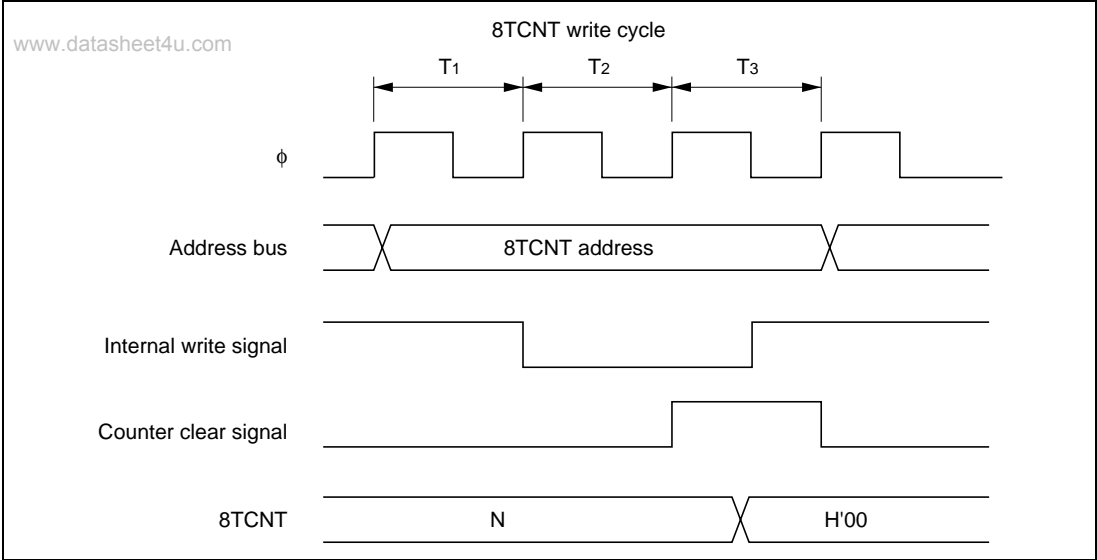 8TCNT write cycle
www.datasheet4u.com
T1 T2 T3
ϕ
Address bus 8TCNT address
Internal write signal
Counter clear signal
8TCNT N H'00